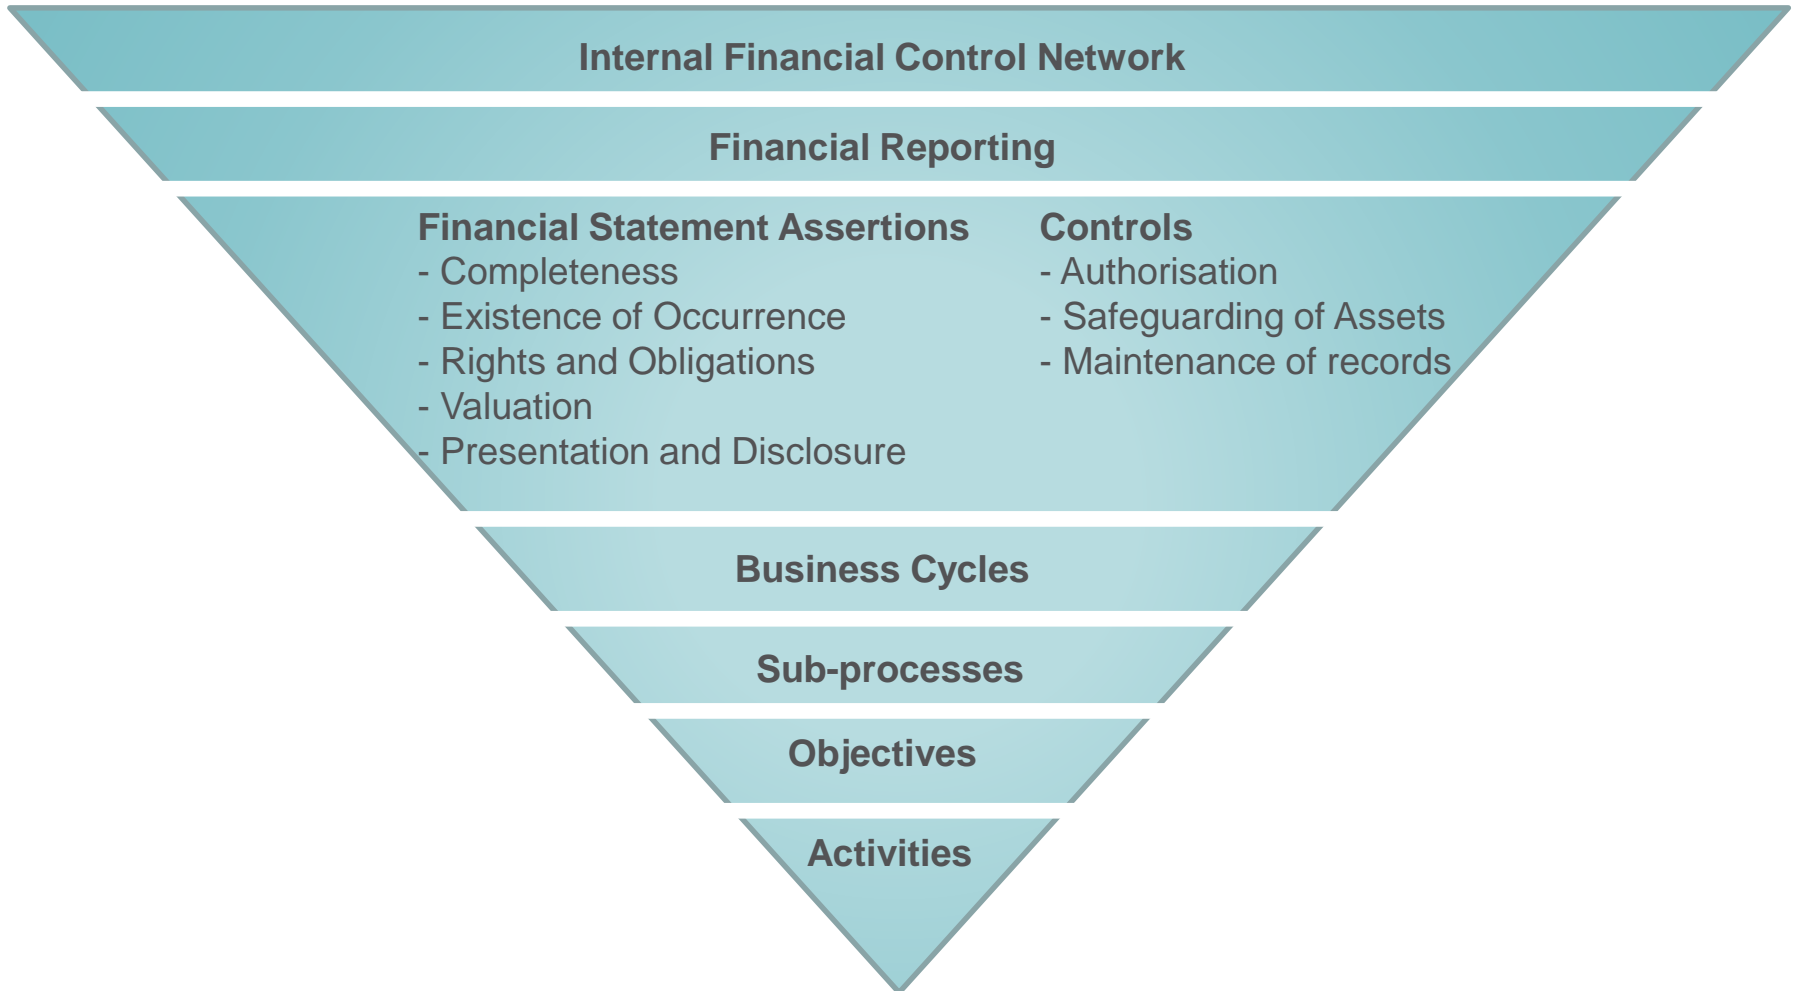 Internal Financial Control Network
Financial Reporting
Financial Statement Assertions
- Completeness
- Existence of Occurrence
- Rights and Obligations
- Valuation
- Presentation and Disclosure
Controls
- Authorisation
- Safeguarding of Assets
- Maintenance of records
Business Cycles
Sub-processes
Objectives
Activities